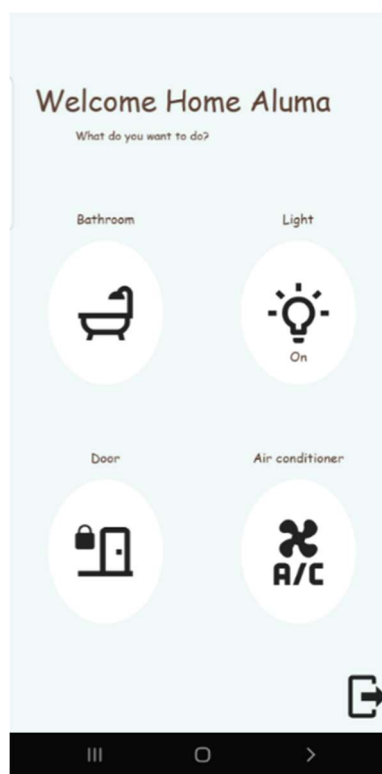 Welcome Home Aluma
What do you want to do?
Bathroom
Light
On
Door
Air conditioner
A/C